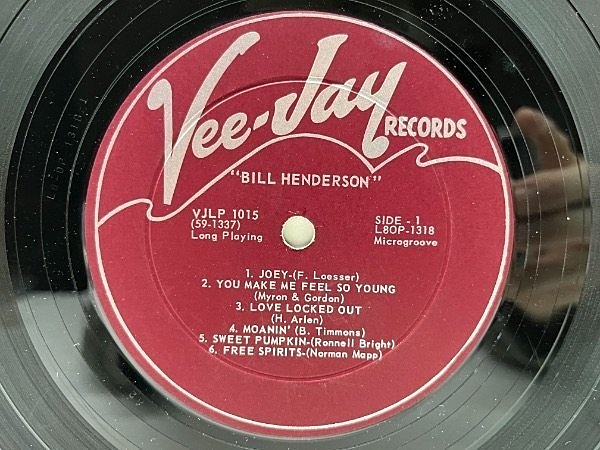 Vee-Jay
RECORDS
"BILL HENDERSON"
VJLP 1015
(59-1337)
Long Playing
SIDE - 1
L8OP-1318
Microgroove
1. JOEY-(F. Loesser)
2. YOU MAKE ME FEEL SO YOUNG
(Myron & Gordon)
3. LOVE LOCKED OUT
(H. Arlen)
4. MOANIN' (B. Timmons)
5. SWEET PUMPKIN-(Ronnell Bright)
6. FREE SPIRITS-(Norman Mapp)